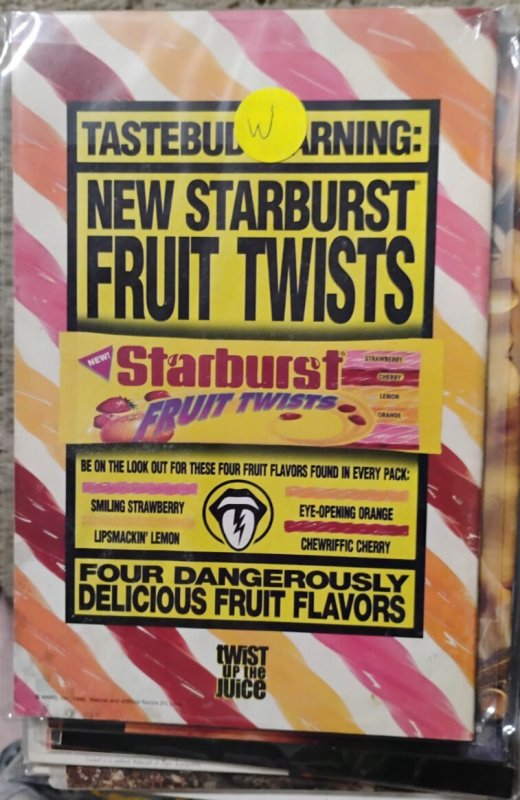 TASTEBUD W ARNING:
NEW STARBURST
FRUIT TWISTS
NEW!
Starburst®
FRUIT TWISTS
STRAWBERRY
CHERRY
LEMON
ORANGE
BE ON THE LOOK OUT FOR THESE FOUR FRUIT FLAVORS FOUND IN EVERY PACK:
SMILING STRAWBERRY
EYE-OPENING ORANGE
LIPSMACKIN' LEMON
CHEWRIFFIC CHERRY
FOUR DANGEROUSLY
DELICIOUS FRUIT FLAVORS
TWIST
UP THE
JUICE